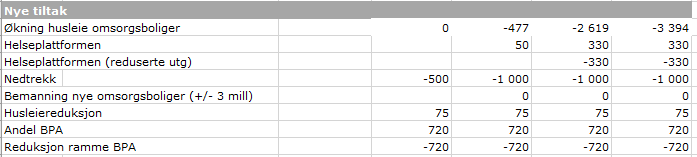 Nye tiltak
Økning husleie omsorgsboliger 0 -477 -2 619 -3 394
Helseplattformen 50 330 330
Helseplattformen (reduserte utg) -330 -330
Nedtrekk -500 -1 000 -1 000 -1 000
Bemanning nye omsorgsboliger (+/- 3 mill) 0 0 0
Husleiereduksjon 75 75 75 75
Andel BPA 720 720 720 720
Reduksjon ramme BPA -720 -720 -720 -720